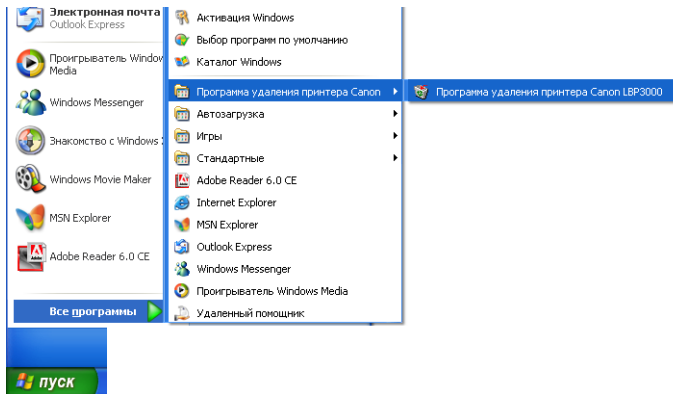 Электронная почта
Outlook Express
Проигрыватель Window
Media
Windows Messenger
Знакомство с Windows
Windows Movie Maker
MSN Explorer
Adobe Reader 6.0 CE
Все программы
пуск
Активация Windows
Выбор программ по умолчанию
Каталог Windows
Программа удаления принтера Canon
Автозагрузка
Игры
Стандартные
Adobe Reader 6.0 CE
Internet Explorer
MSN Explorer
Outlook Express
Windows Messenger
Проигрыватель Windows Media
Удаленный помощник
Программа удаления принтера Canon LBP3000